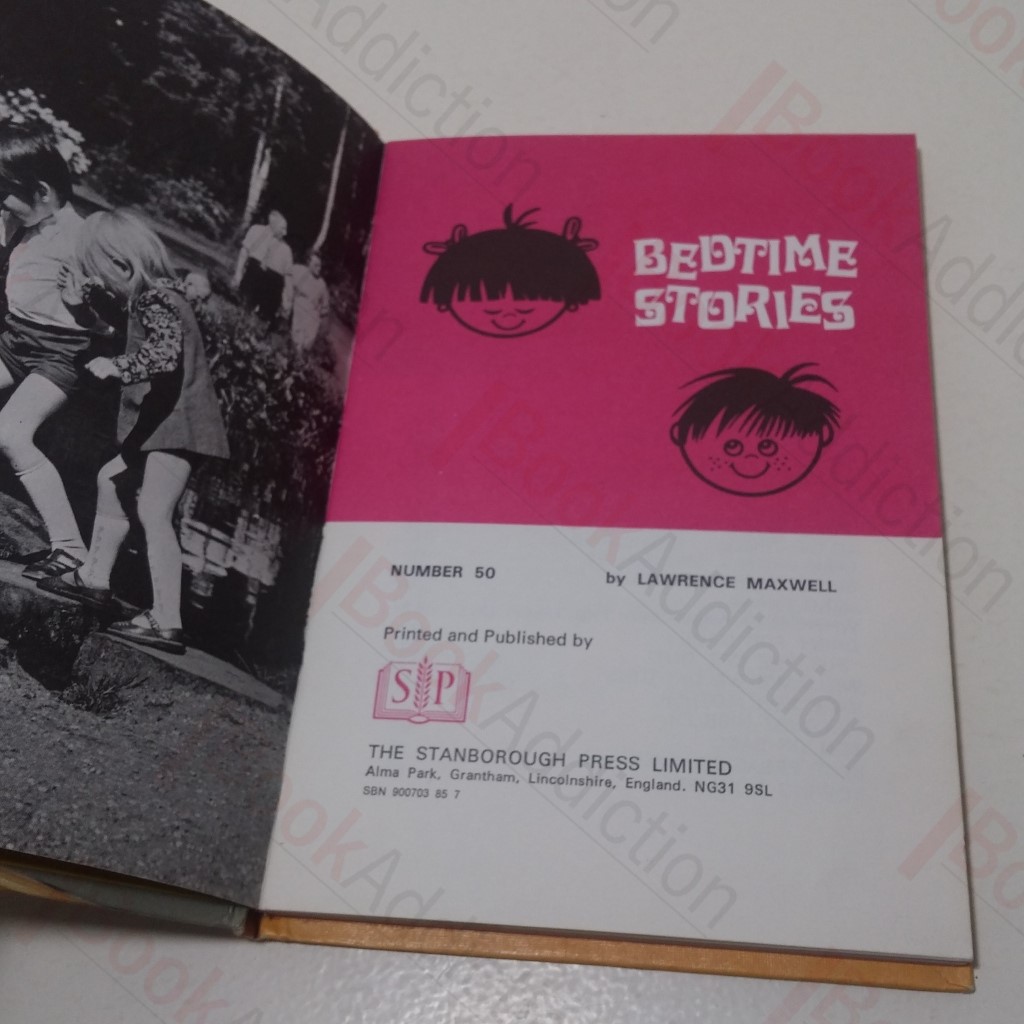 BEDTIME
STORIES
NUMBER 50
by LAWRENCE MAXWELL
Printed and Published by
SP
THE STANBOROUGH PRESS LIMITED
Alma Park, Grantham, Lincolnshire, England. NG31 9SL
SBN 900703 85 7
BookAddiction